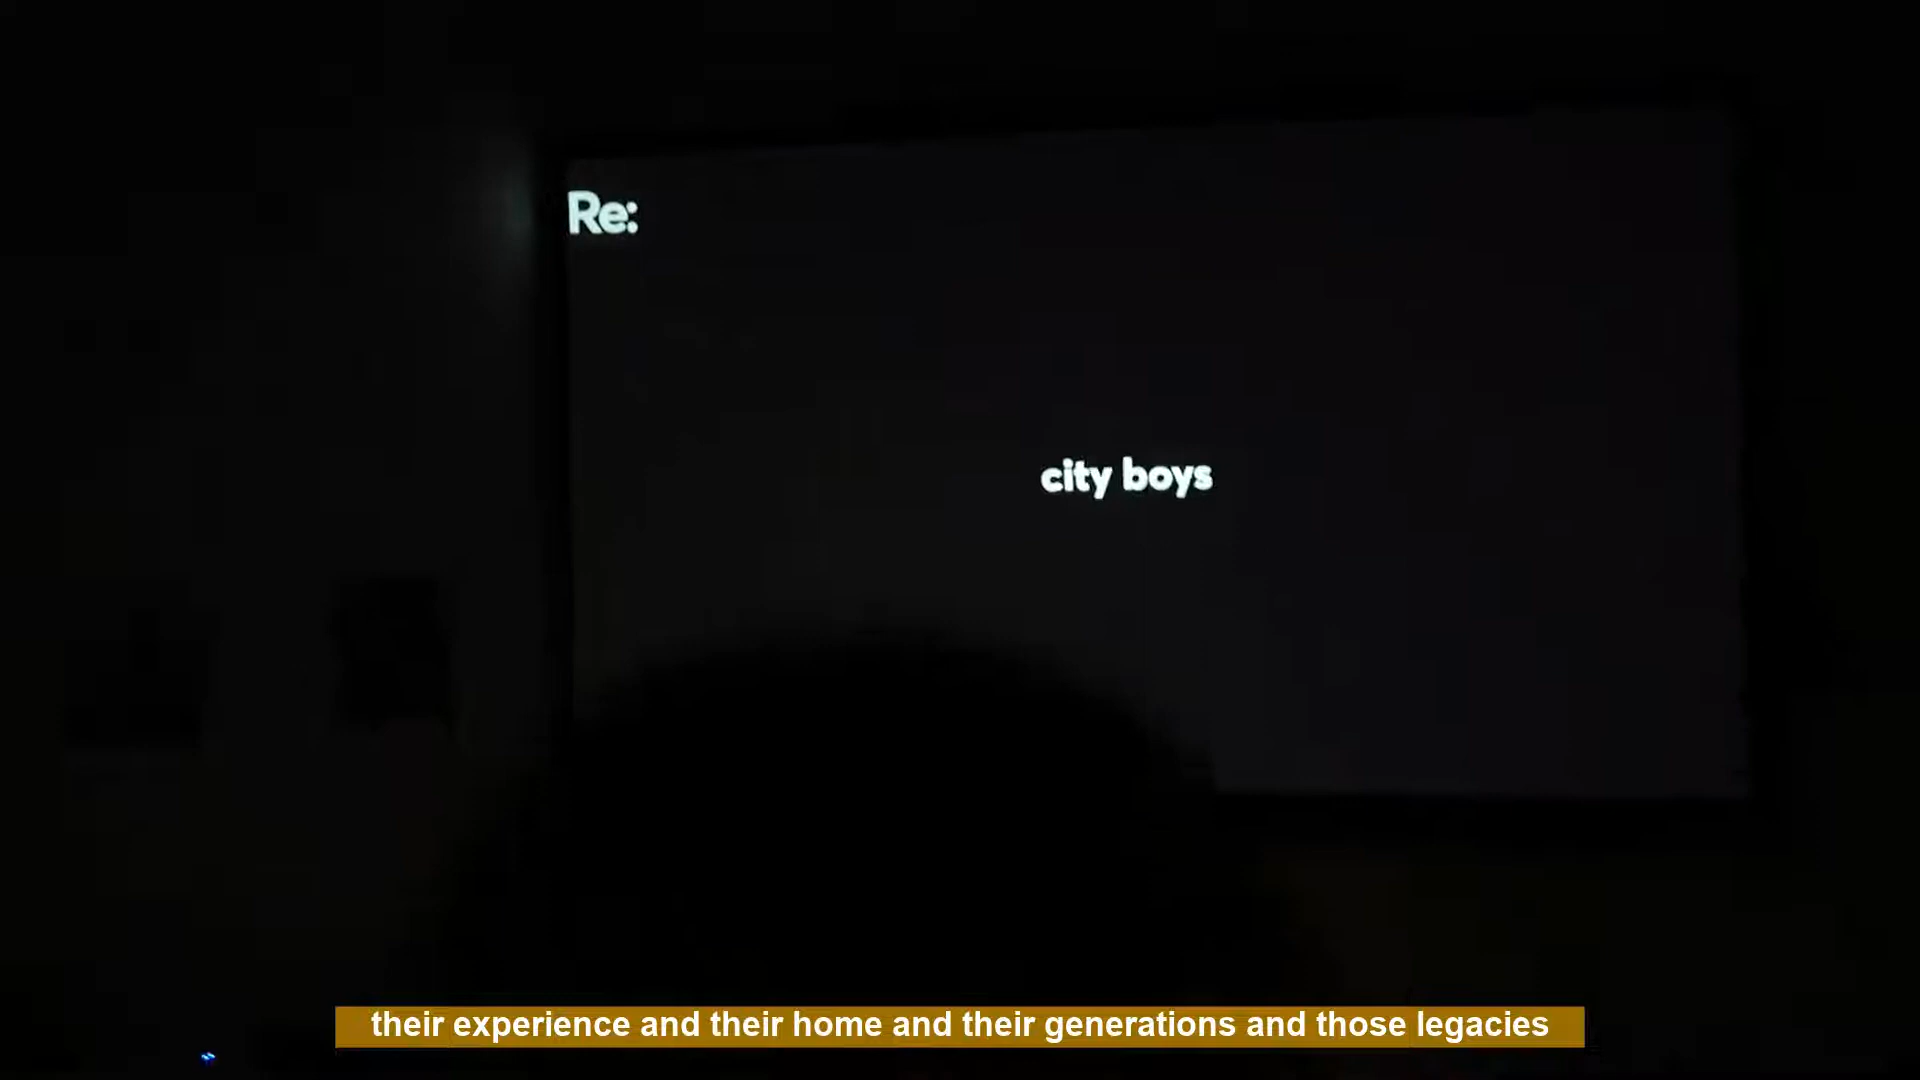 Re:
city boys
their experience and their home and their generations and those legacies